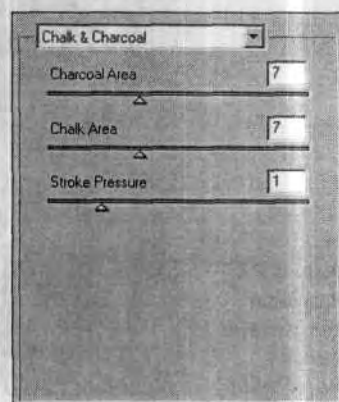 Chalk & Charcoal
Charcoal Area 7
Chalk Area 7
Stroke Pressure 1